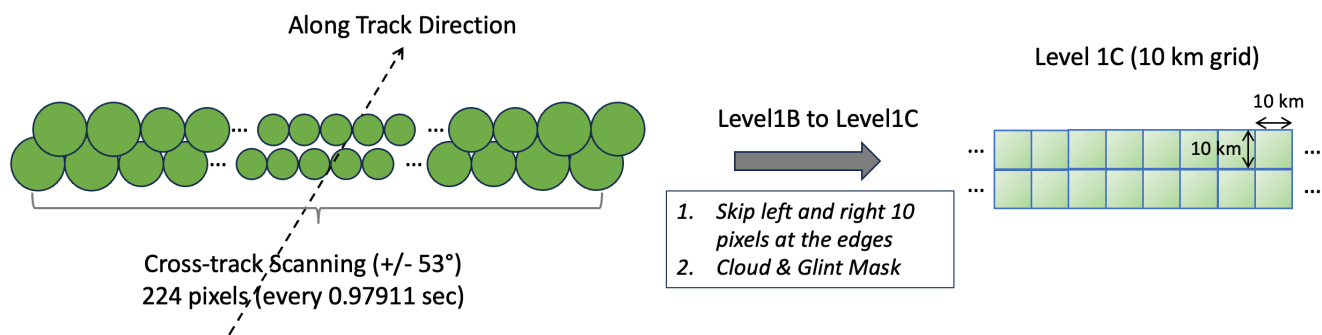 Along Track Direction
... ...
... ...
Cross-track Scanning (+/- 53°)
224 pixels (every 0.97911 sec)
Level1B to Level1C
1. Skip left and right 10
pixels at the edges
2. Cloud & Glint Mask
Level 1C (10 km grid)
10 km
... 10 km ...
... ...